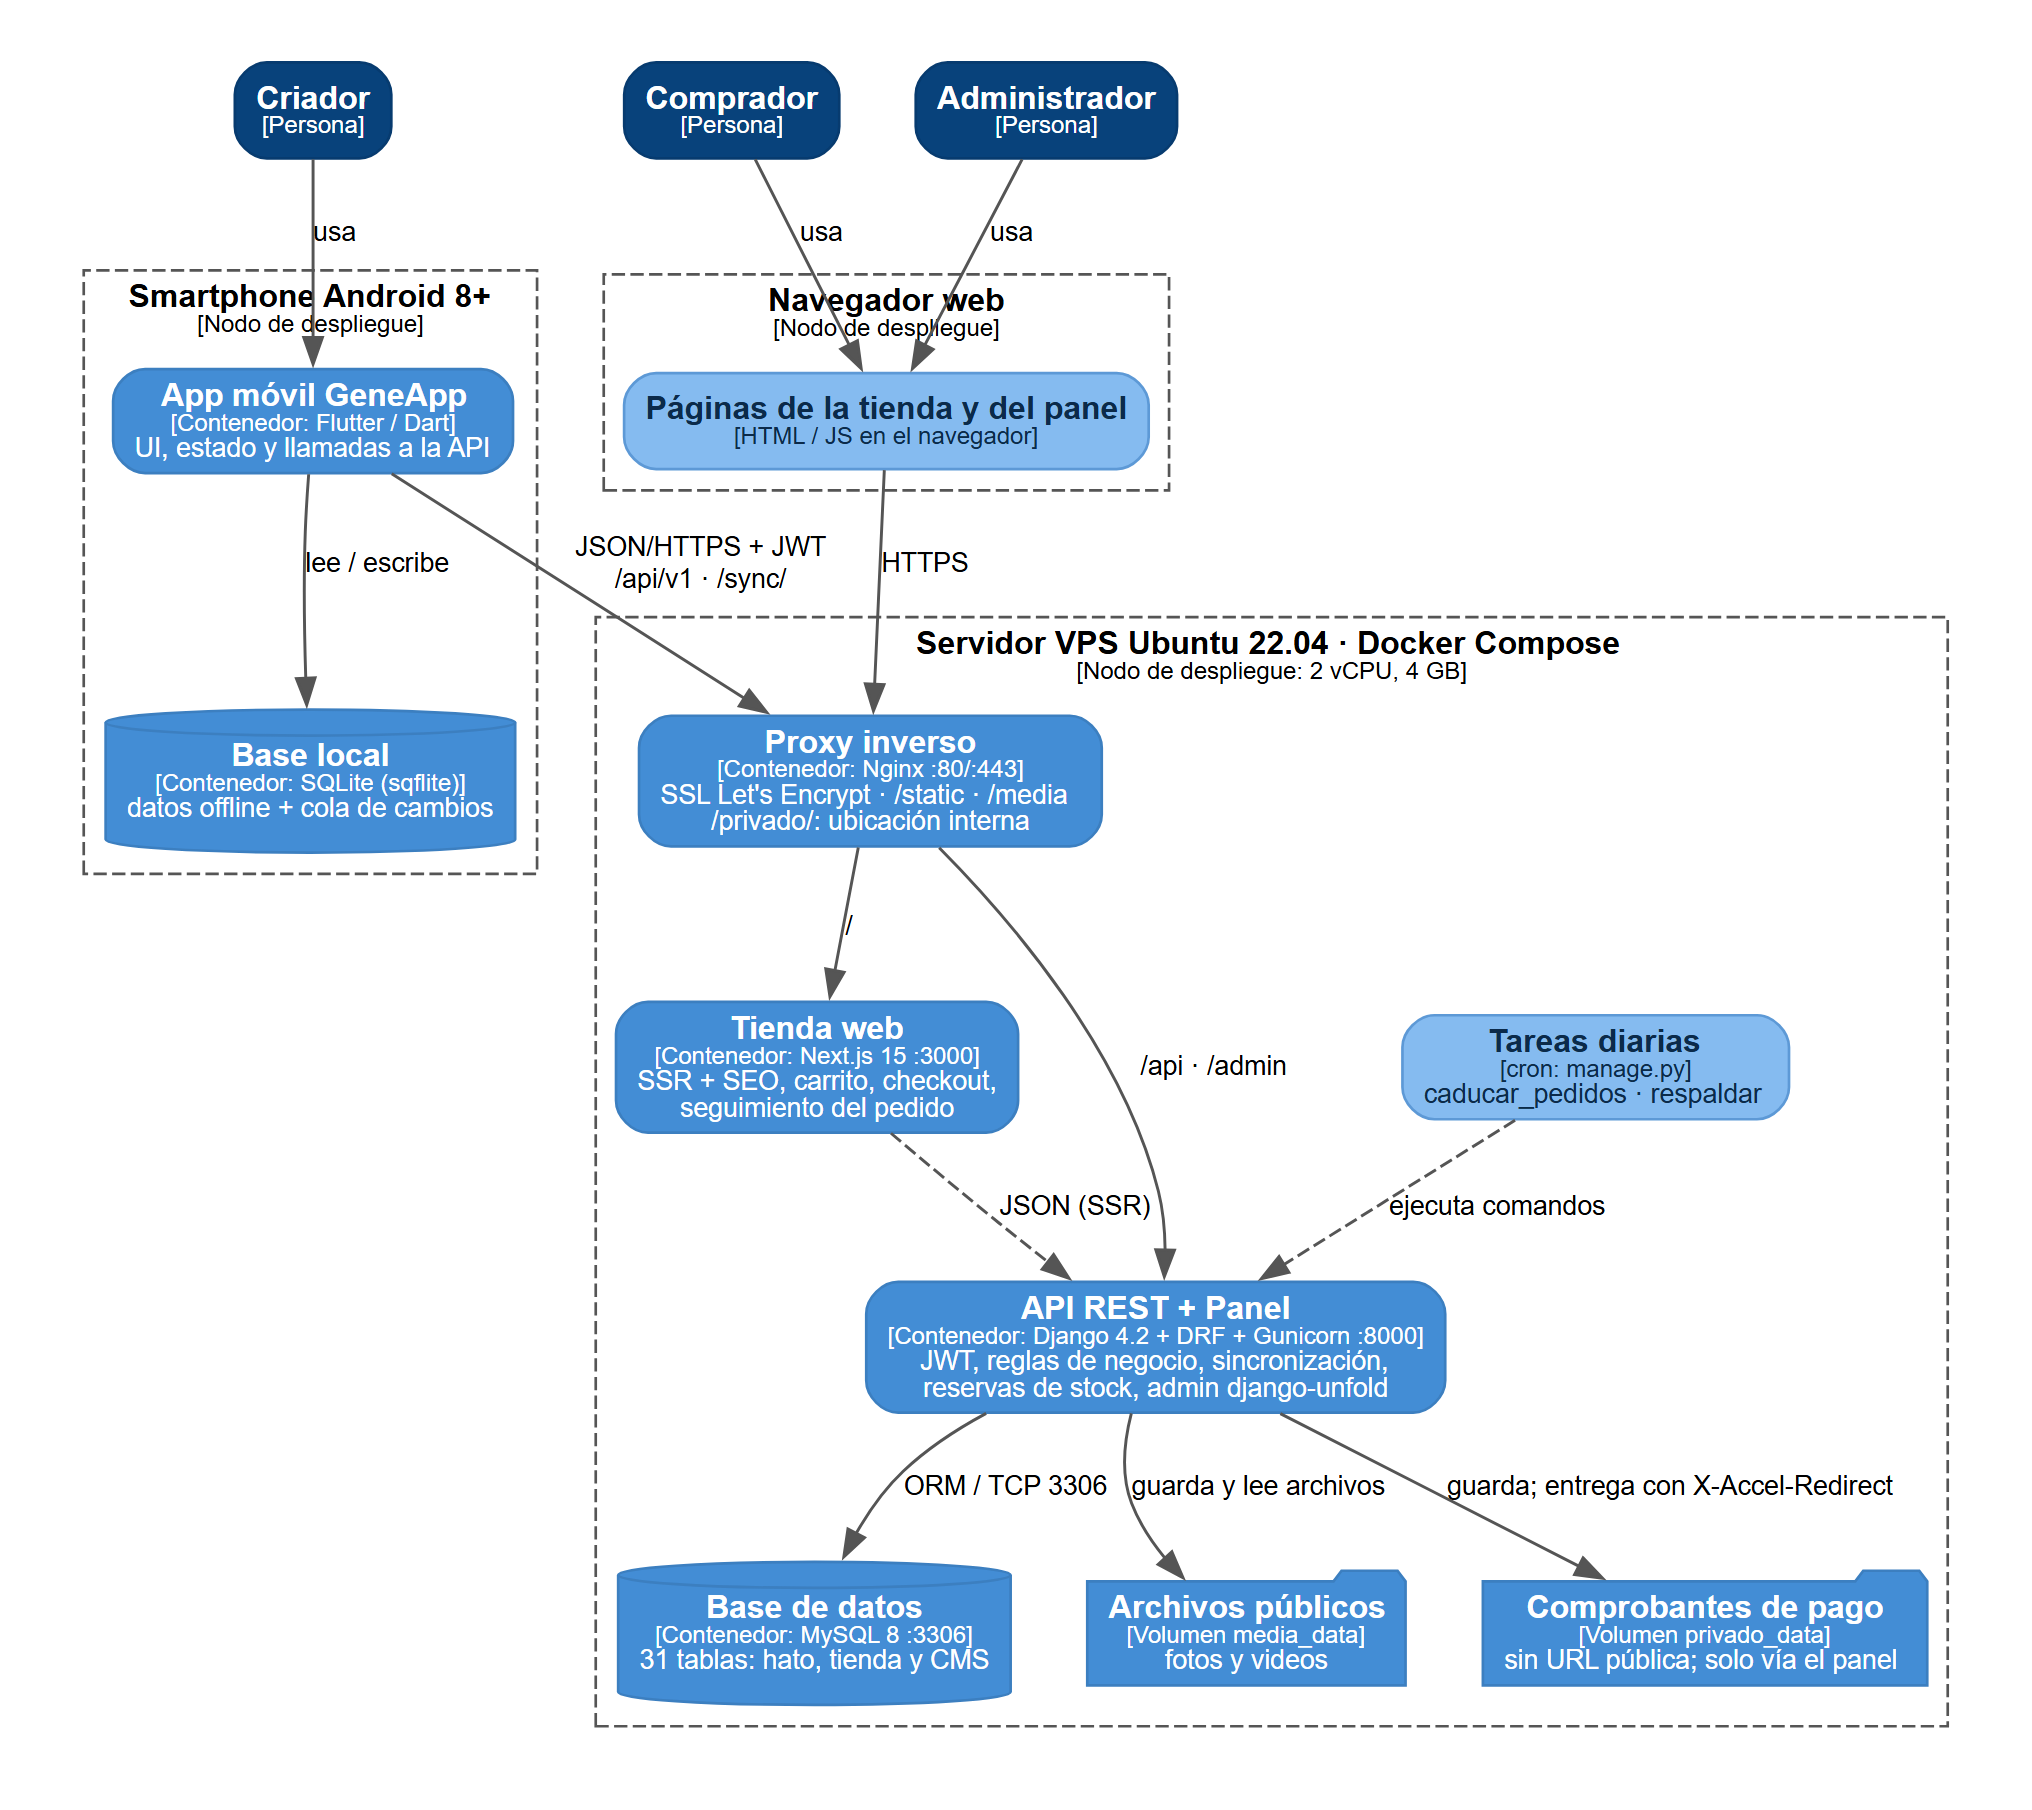 Criador
[Persona]
Comprador
[Persona]
Administrador
[Persona]
usa
usa
usa
Smartphone Android 8+
[Nodo de despliegue]
Navegador web
[Nodo de despliegue]
App móvil GeneApp
[Contenedor: Flutter / Dart]
UI, estado y llamadas a la API
Páginas de la tienda y del panel
[HTML / JS en el navegador]
lee / escribe
JSON/HTTPS + JWT
/api/v1 · /sync/
HTTPS
Servidor VPS Ubuntu 22.04 · Docker Compose
[Nodo de despliegue: 2 vCPU, 4 GB]
Base local
[Contenedor: SQLite (sqflite)]
datos offline + cola de cambios
Proxy inverso
[Contenedor: Nginx :80/:443]
SSL Let's Encrypt · /static · /media
/privado/: ubicación interna
/
/api · /admin
Tienda web
[Contenedor: Next.js 15 :3000]
SSR + SEO, carrito, checkout,
seguimiento del pedido
Tareas diarias
[cron: manage.py]
caducar_pedidos · respaldar
JSON (SSR)
ejecuta comandos
API REST + Panel
[Contenedor: Django 4.2 + DRF + Gunicorn :8000]
JWT, reglas de negocio, sincronización,
reservas de stock, admin django-unfold
ORM / TCP 3306
guarda y lee archivos
guarda; entrega con X-Accel-Redirect
Base de datos
[Contenedor: MySQL 8 :3306]
31 tablas: hato, tienda y CMS
Archivos públicos
[Volumen media_data]
fotos y videos
Comprobantes de pago
[Volumen privado_data]
sin URL pública; solo vía el panel